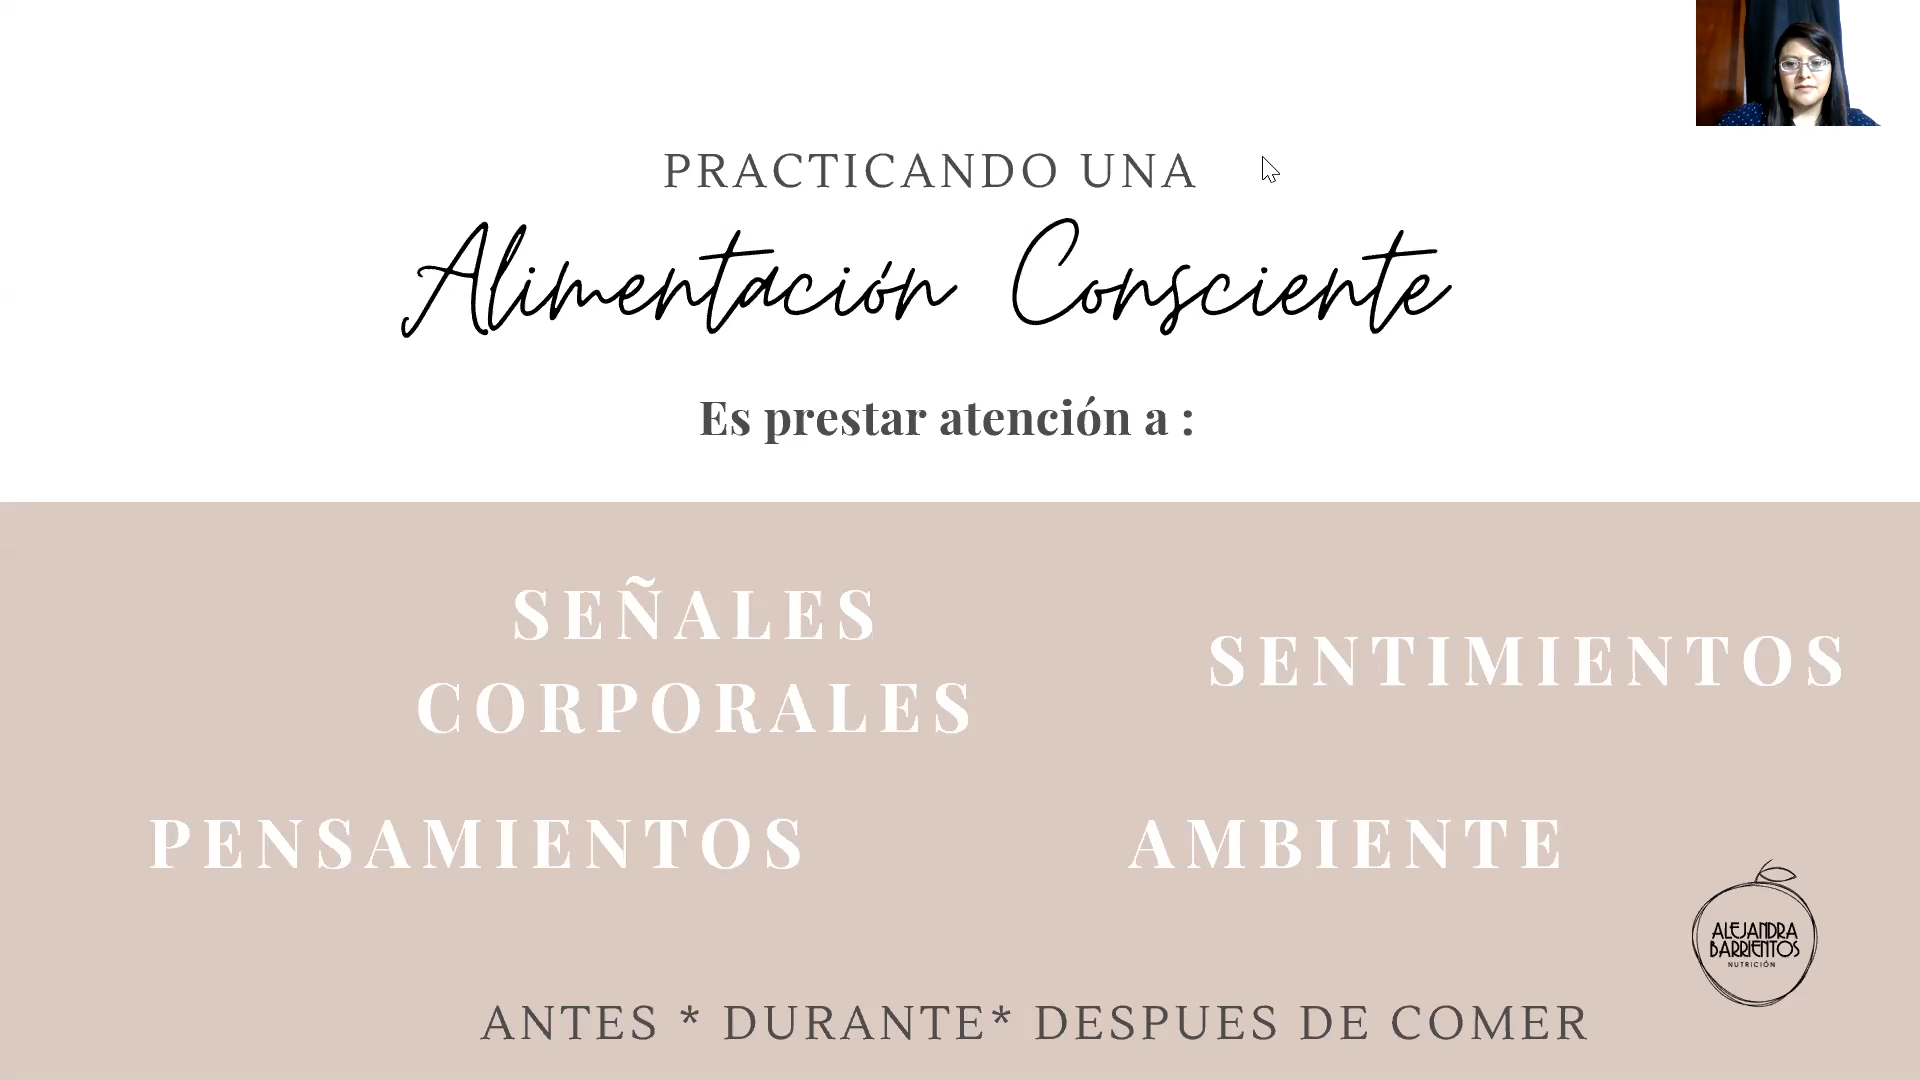 PRACTICANDO UNA
Alimentación Consciente
Es prestar atención a :
SEÑALES
CORPORALES
SENTIMIENTOS
PENSAMIENTOS
AMBIENTE
ALEJANDRA
BARRIENTOS
NUTRICIÓN
ANTES * DURANTE* DESPUES DE COMER